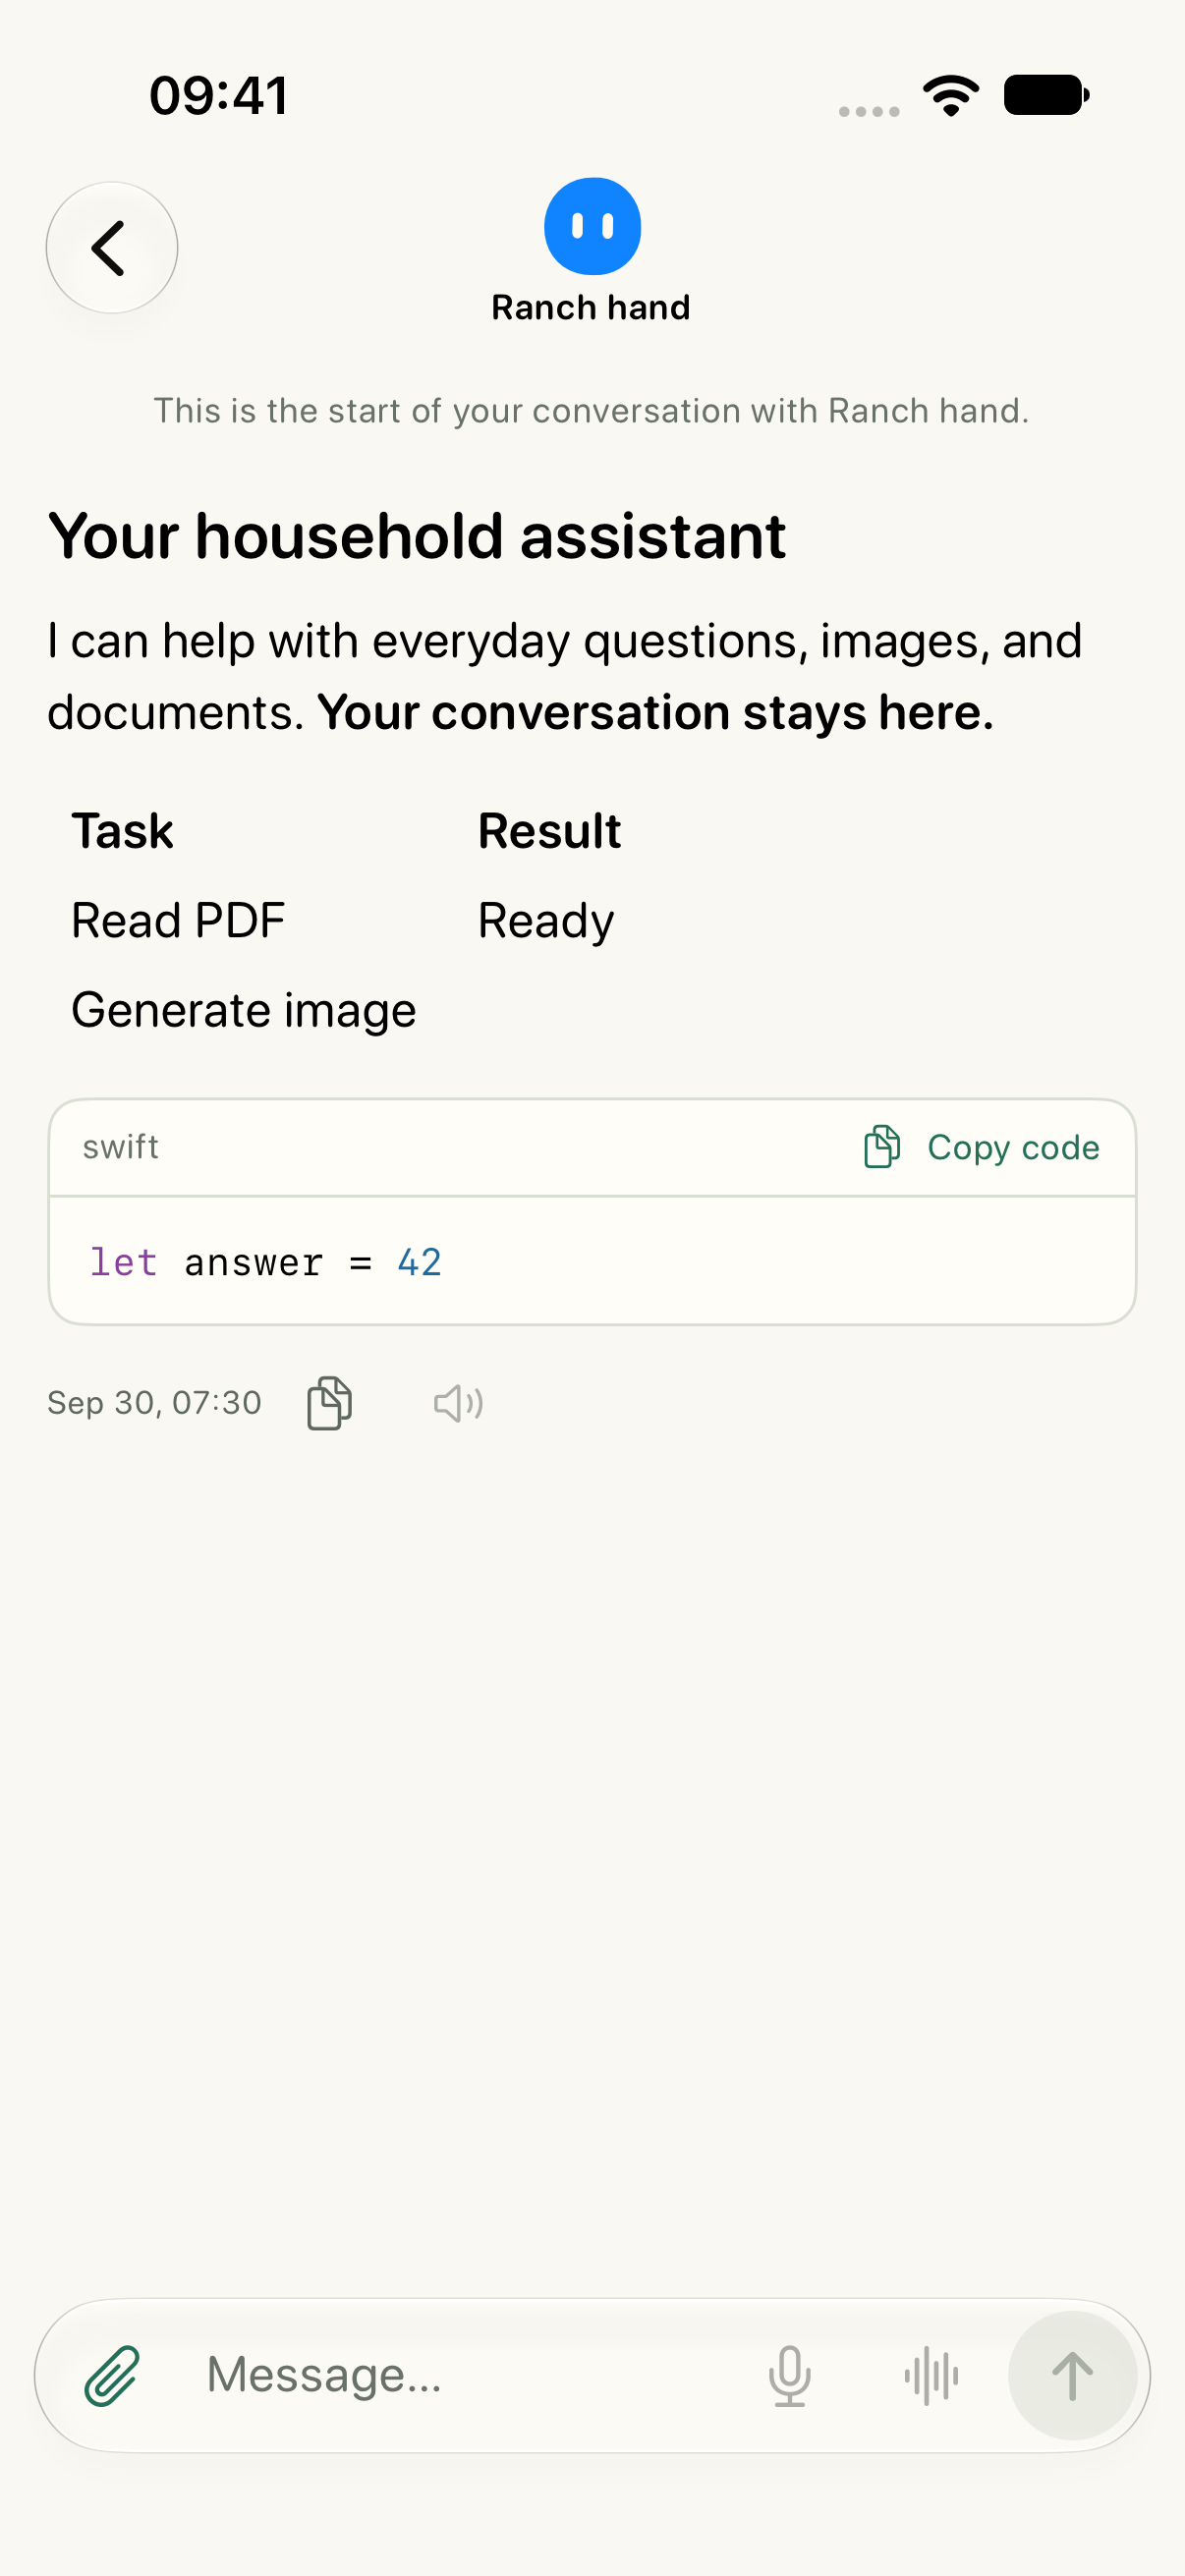 09:41
Ranch hand
This is the start of your conversation with Ranch hand.
Your household assistant
I can help with everyday questions, images, and
documents. Your conversation stays here.
Task Result
Read PDF Ready
Generate image
swift Copy code
let answer = 42
Sep 30, 07:30
Message...